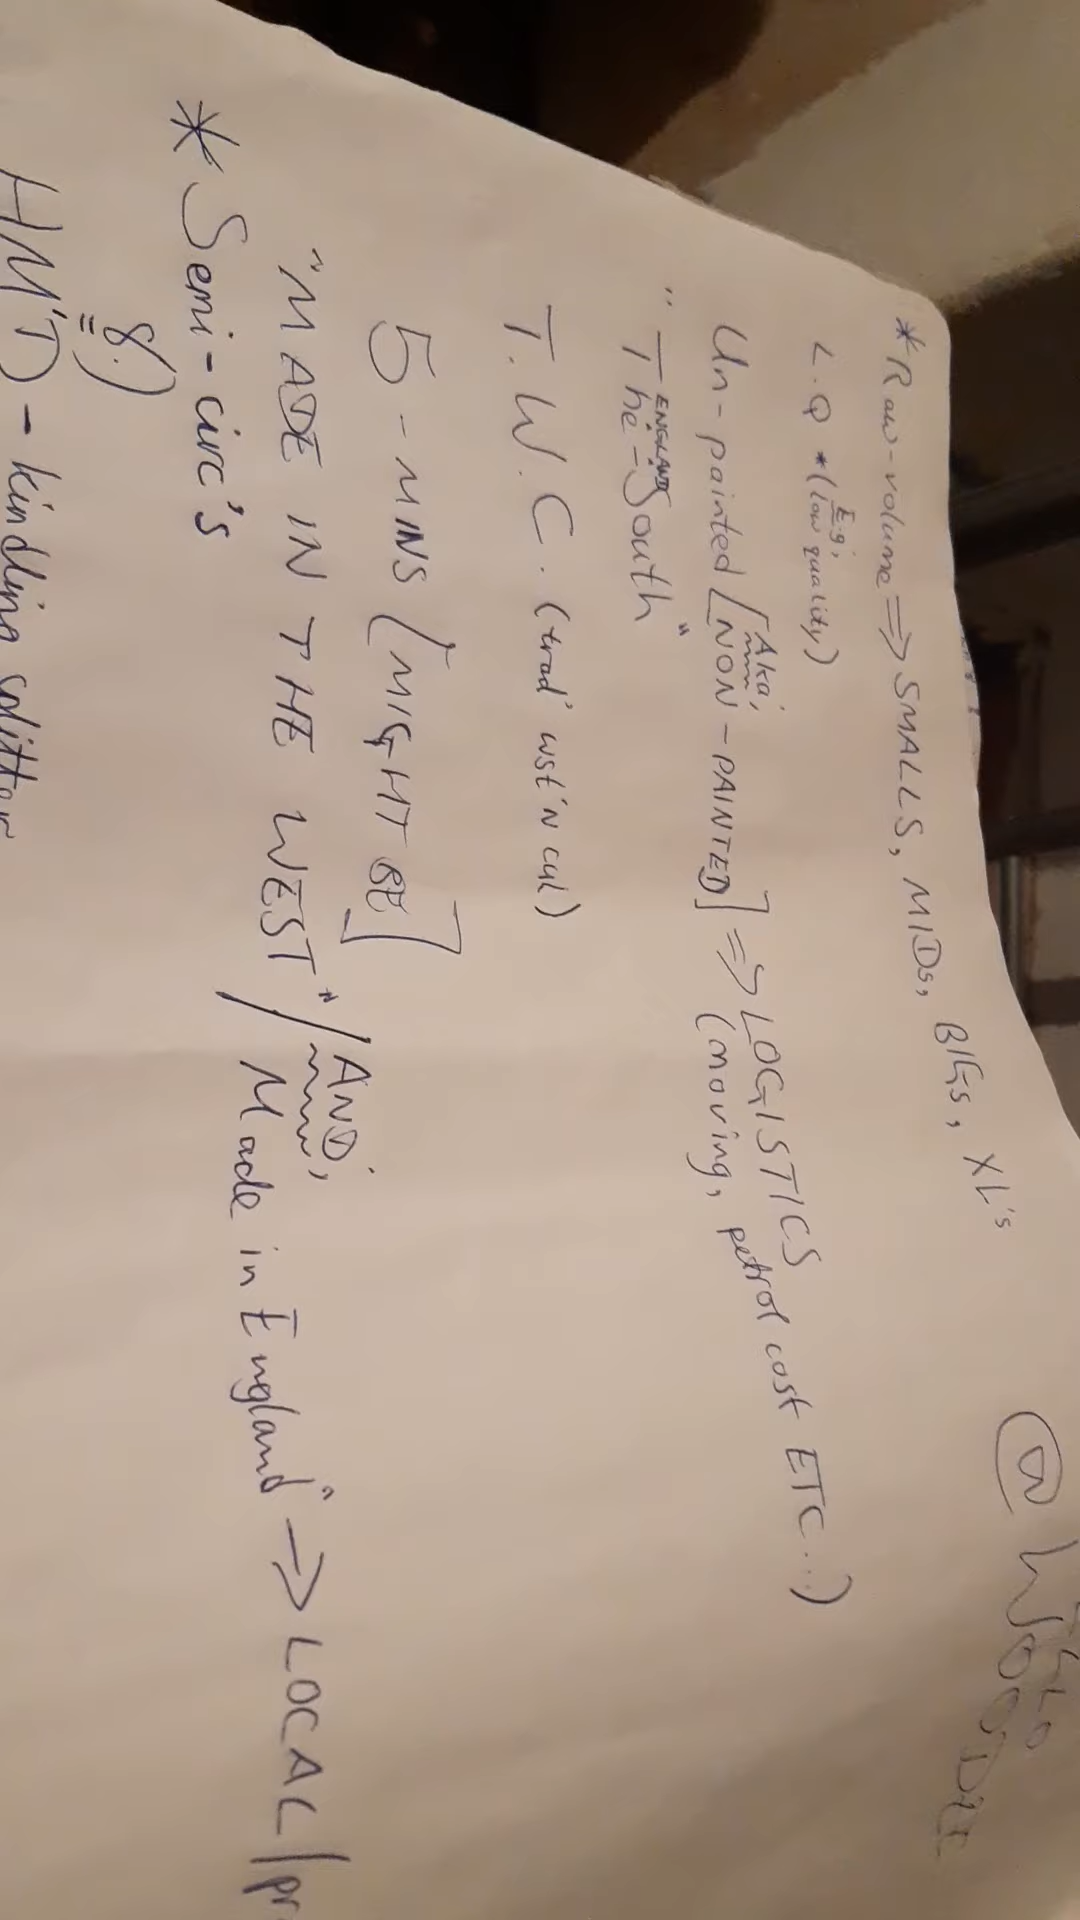 @
*Raw-volume => SMALLS, MIDs, BIGs, XL's
L.Q *(E.g; low quality)
Un-painted [Aka; NON-PAINTED] => LOGISTICS
(moving, petrol cost ETC...)
"The-South"
ENGLAND
T.W.C. (trad' wst'n cul)
5-MINS (MIGHT BE]
"MADE IN THE WEST"/AND; Made in England" -> LOCAL/pr
*Semi-circ's
8.)
HM'D - kindling splitter